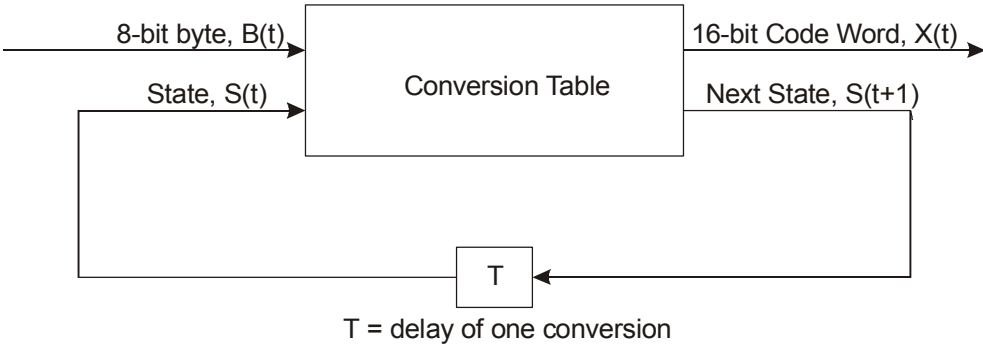 8-bit byte, B(t)
16-bit Code Word, X(t)
Conversion Table
State, S(t)
Next State, S(t+1)
T
T = delay of one conversion